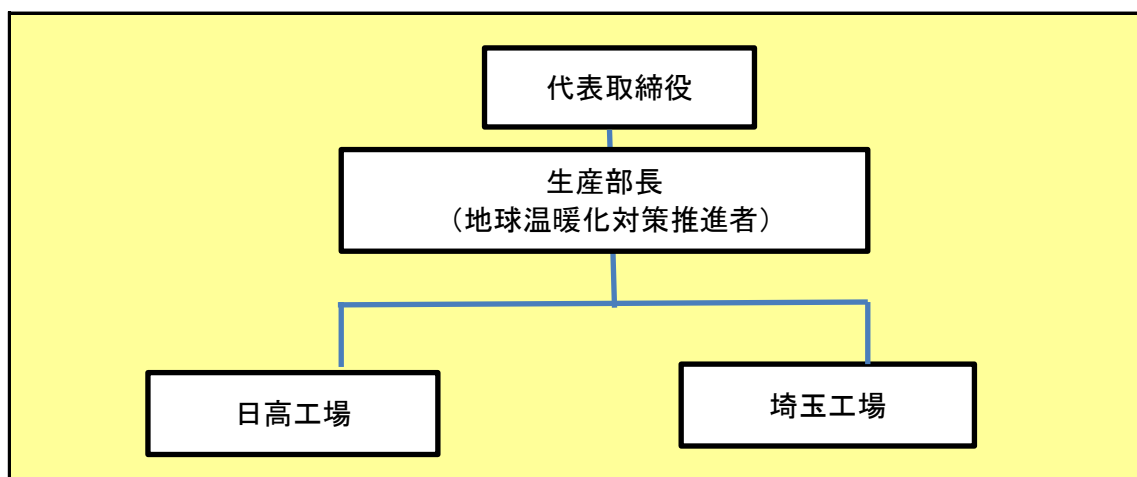 代表取締役
生産部長
（地球温暖化対策推進者）
日高工場
埼玉工場